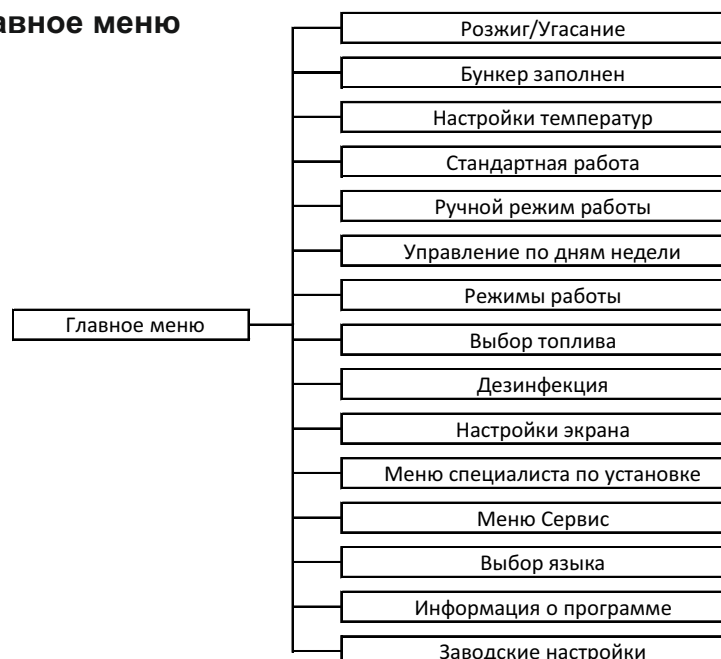 авное меню
Розжиг/Угасание
Бункер заполнен
Настройки температур
Стандартная работа
Ручной режим работы
Управление по дням недели
Режимы работы
Главное меню
Выбор топлива
Дезинфекция
Настройки экрана
Меню специалиста по установке
Меню Сервис
Выбор языка
Информация о программе
Заводские настройки